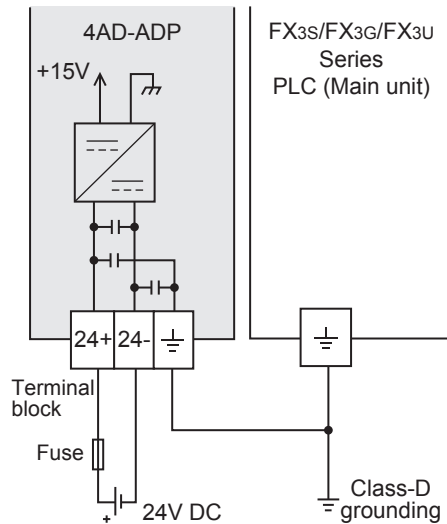 4AD-ADP
+15V
FX3S/FX3G/FX3U
Series
PLC (Main unit)
24+
24-
Terminal
block
Fuse
+
24V DC
Class-D
grounding